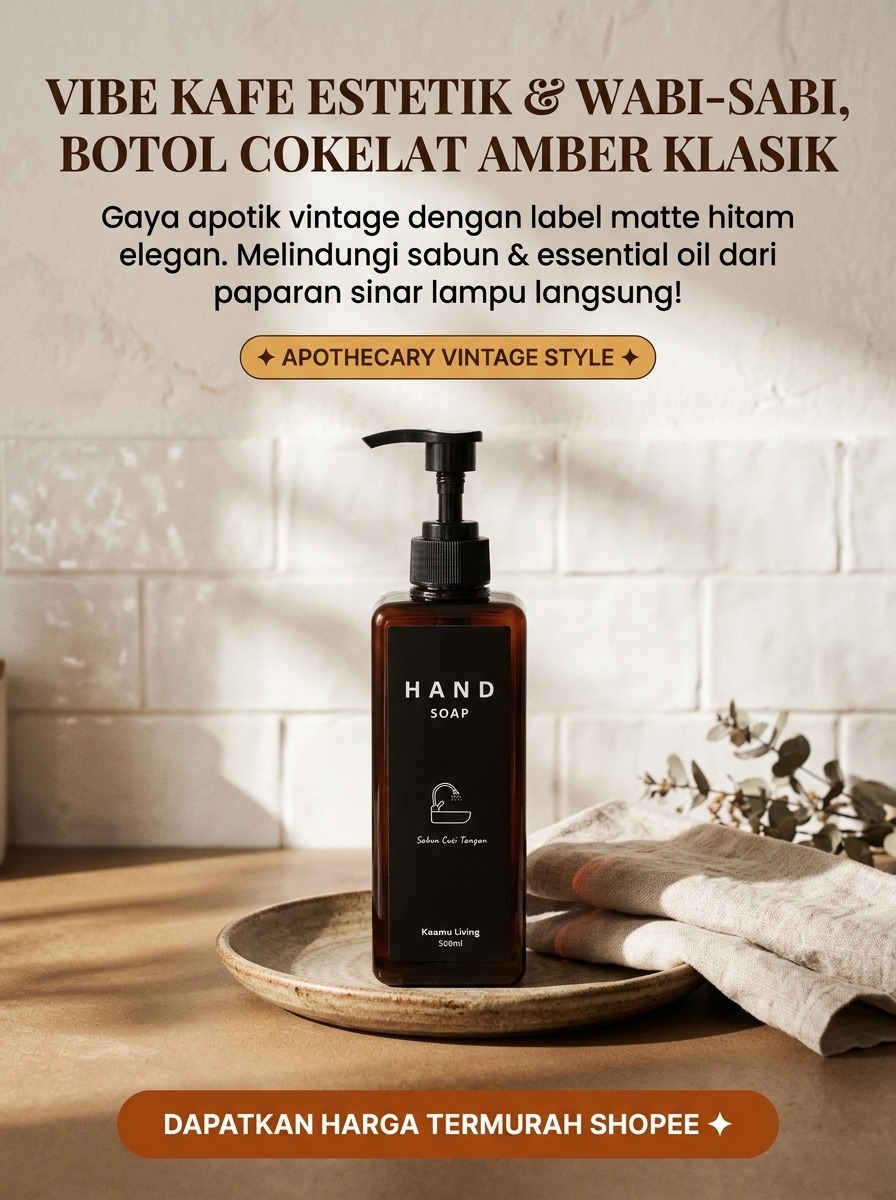 VIBE KAFE ESTETIK & WABI-SABI,
BOTOL COKELAT AMBER KLASIK
Gaya apotik vintage dengan label matte hitam
elegan. Melindungi sabun & essential oil dari
paparan sinar lampu langsung!
✦ APOTHECARY VINTAGE STYLE ✦
HAND
SOAP
Sabun Cuci Tangan
Kaamu Living
500ml
DAPATKAN HARGA TERMURAH SHOPEE ✦